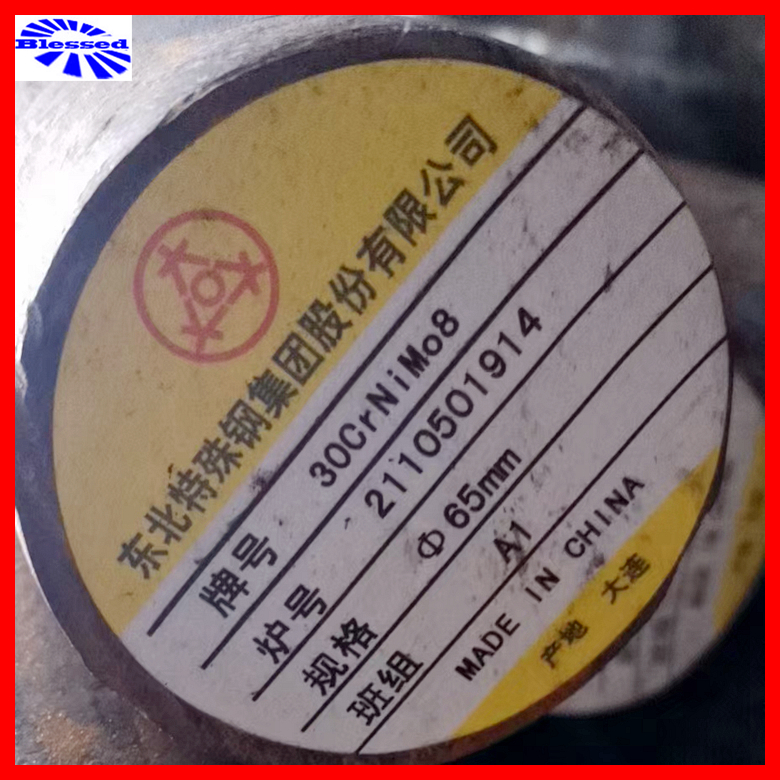 Blessed
东北特殊钢集团股份有限公司
牌号 30CrNiMo8
炉号 2110501914
规格 Φ65mm
班组 A1
MADE IN CHINA
产地 大连